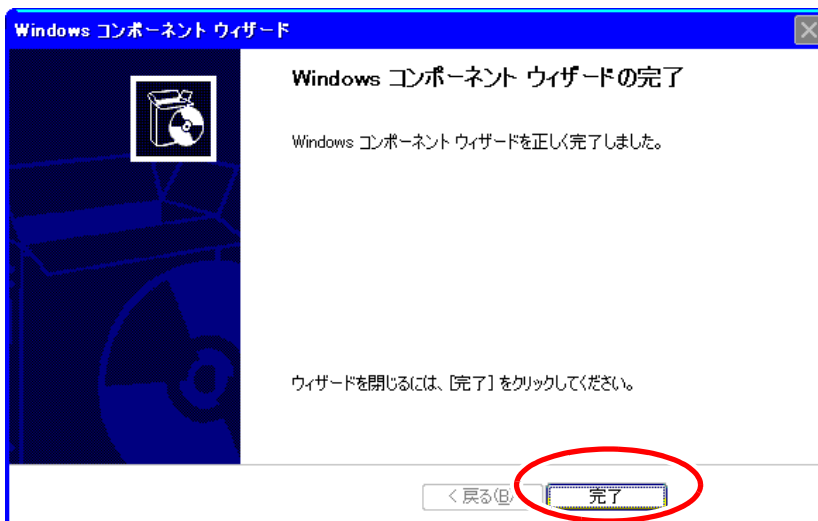 Windows コンポーネント ウィザード
Windows コンポーネント ウィザードの完了
Windows コンポーネント ウィザードを正しく完了しました。
ウィザードを閉じるには、[完了] をクリックしてください。
< 戻る(B)
完了